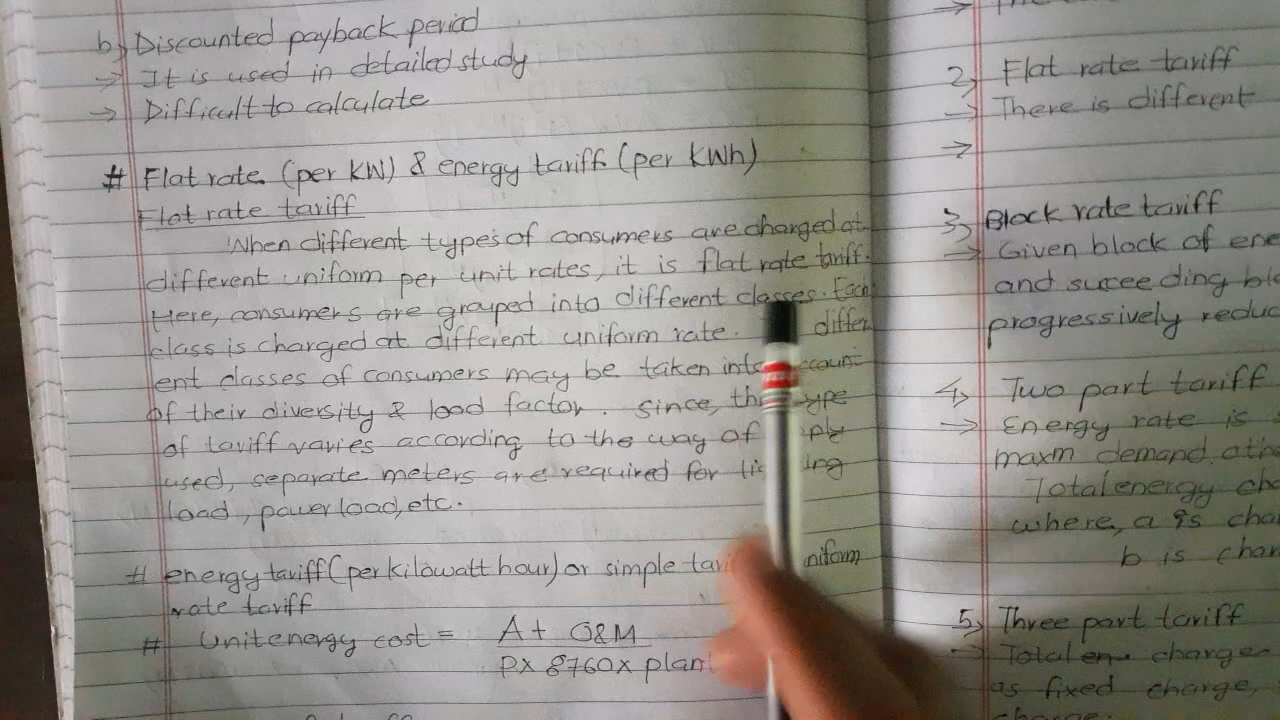 b) Discounted payback period
→ It is used in detailed study
→ Difficult to calculate
# Flat rate (per KW) & energy tariff (per KWh)
Flat rate tariff
When different types of consumers are charged at
different uniform per unit rates, it is flat rate tariff.
Here, consumers are grouped into different classes. Each
class is charged at different uniform rate. differ
ent classes of consumers may be taken into account
of their diversity & load factor. Since, this type
of tariff varies according to the way of
used, separate meters are required for
load, power load, etc.
# energy tariff (per kilowatt hour) or simple
rate tariff
# Unit energy cost = A + O&M
P x 8760 x plant
→
2) Flat rate tariff
→ There is different
→
3) Block rate tariff
→ Given block of
and suceeding
progressively
4) Two part tariff
→ Energy rate is
maxm demand
Total energy
where, a is
b is
5) Three part tariff
→ Total charge
as fixed charge,
charge.